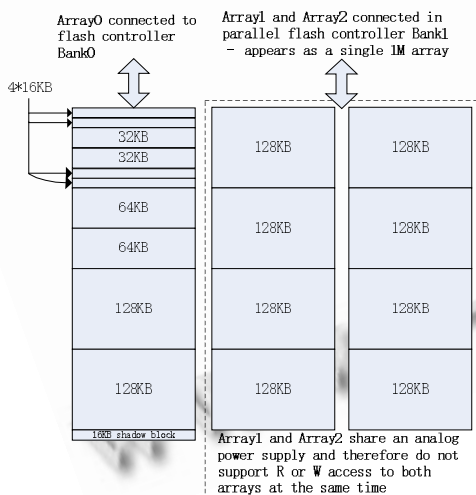 Array0 connected to
flash controller
Bank0
Array1 and Array2 connected in
parallel flash controller Bank1
- appears as a single 1M array
4*16KB
32KB
32KB
64KB
64KB
128KB
128KB
16KB shadow block
128KB
128KB
128KB
128KB
128KB
128KB
128KB
128KB
Array1 and Array2 share an analog
power supply and therefore do not
support R or W access to both
arrays at the same time